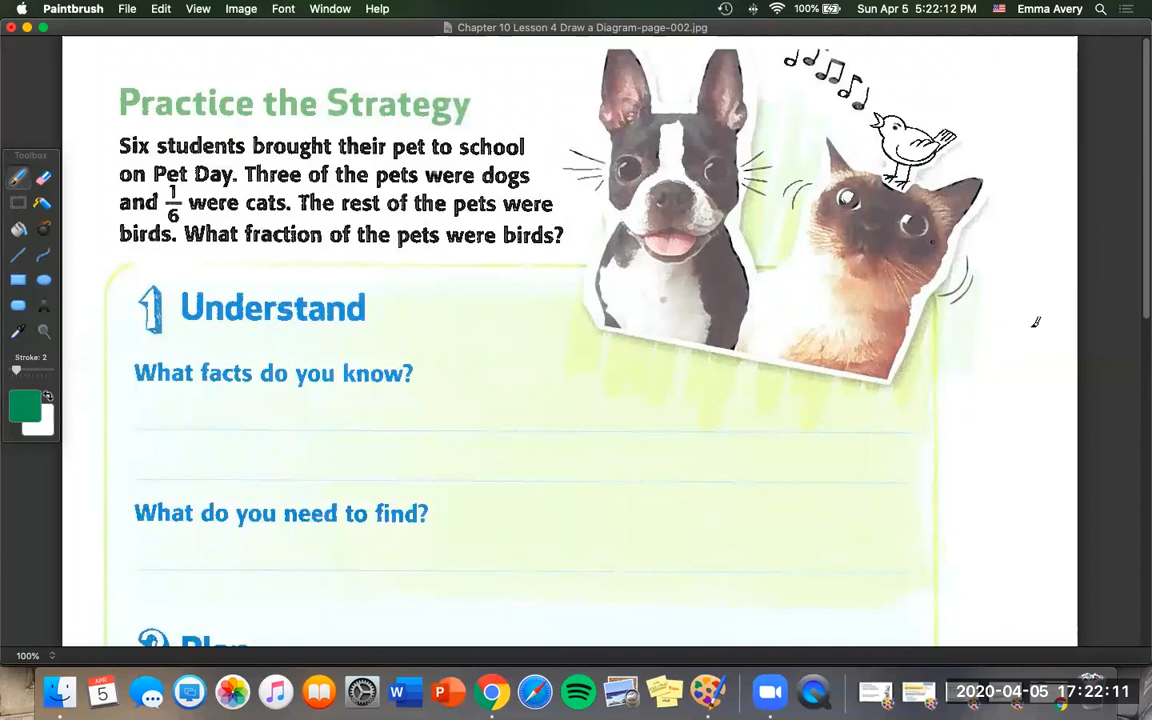 Paintbrush File Edit View Image Font Window Help 100% Sun Apr 5 5:22:12 PM Emma Avery
Chapter 10 Lesson 4 Draw a Diagram-page-002.jpg
Practice the Strategy
Six students brought their pet to school
on Pet Day. Three of the pets were dogs
and 1/6 were cats. The rest of the pets were
birds. What fraction of the pets were birds?
Toolbox
1 Understand
What facts do you know?
Stroke: 2
What do you need to find?
2 Plan
100%
APR
5
W P
2020-04-05 17:22:11